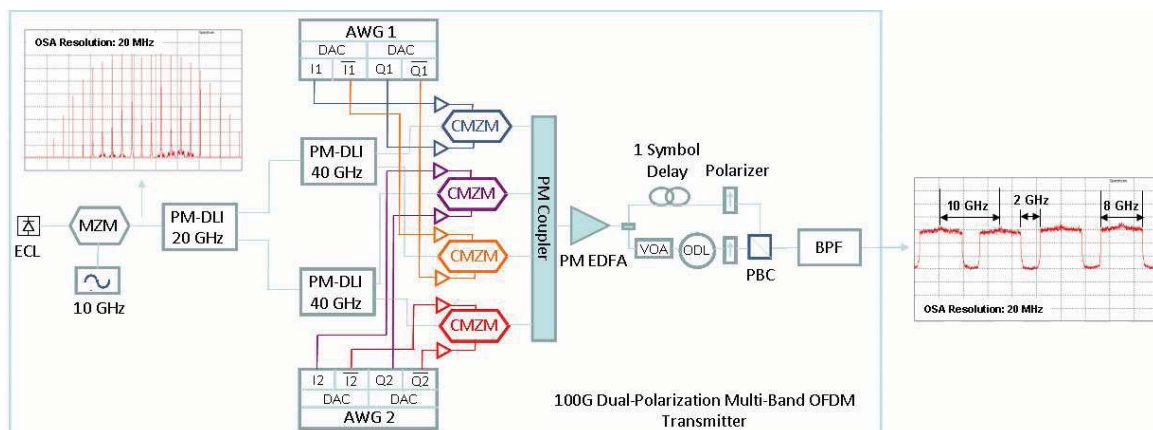 OSA Resolution: 20 MHz
AWG 1
DAC
DAC
I1
I1
Q1
Q1
CMZM
CMZM
CMZM
CMZM
PM-DLI
40 GHz
PM-DLI
20 GHz
PM-DLI
40 GHz
ECL
MZM
10 GHz
PM Coupler
PM EDFA
1 Symbol
Delay
Polarizer
VOA
ODL
PBC
BPF
10 GHz
2 GHz
8 GHz
OSA Resolution: 20 MHz
I2
I2
Q2
Q2
DAC
DAC
AWG 2
100G Dual-Polarization Multi-Band OFDM
Transmitter